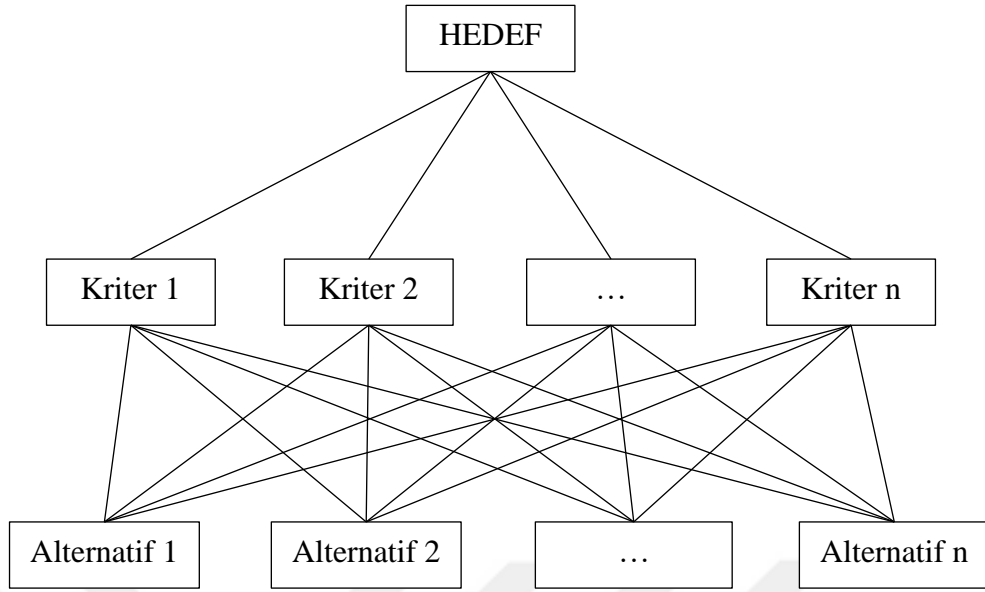 HEDEF
Kriter 1
Kriter 2
…
Kriter n
Alternatif 1
Alternatif 2
…
Alternatif n